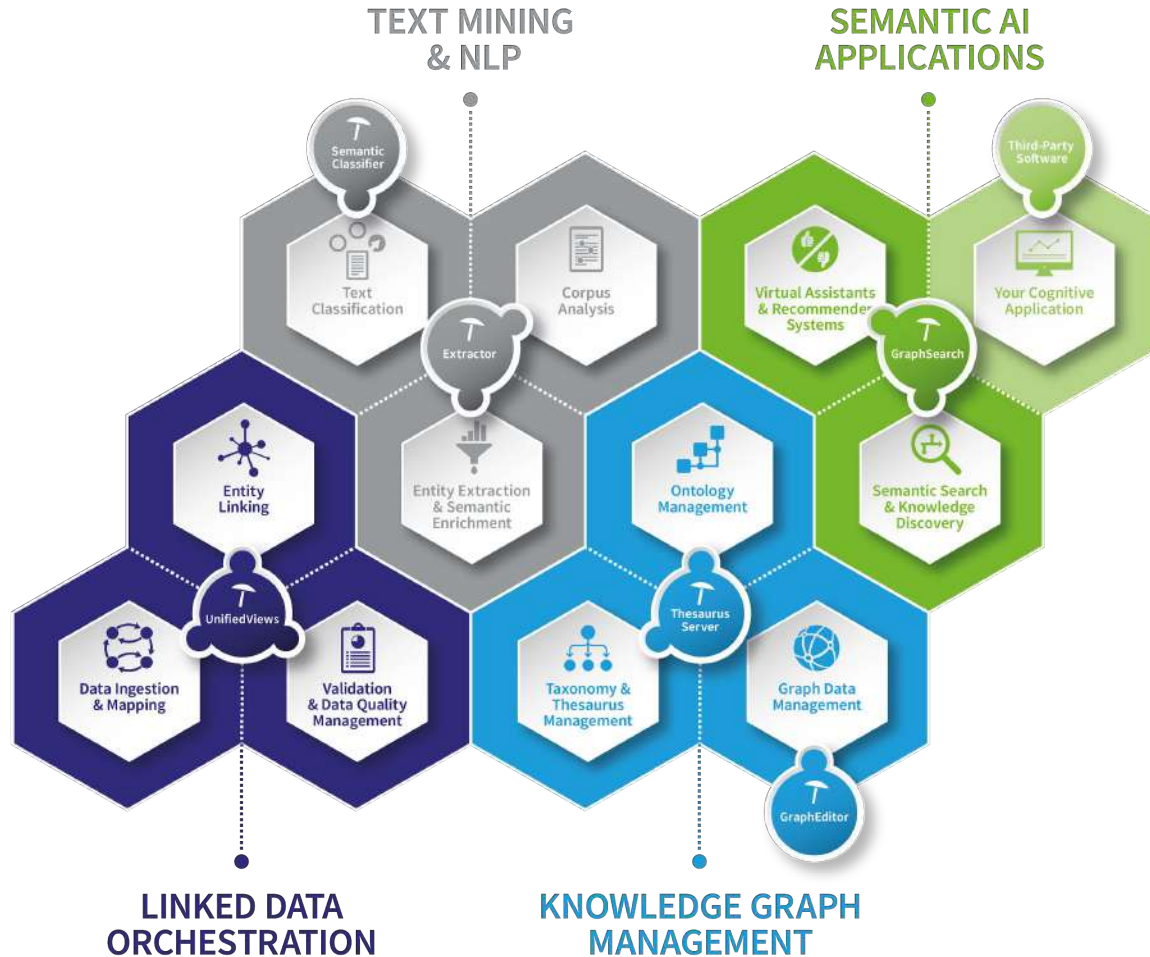 TEXT MINING
& NLP
SEMANTIC AI
APPLICATIONS
Semantic
Classifier
Third-Party
Software
Text
Classification
Corpus
Analysis
Virtual Assistants
& Recommender
Systems
Your Cognitive
Application
Extractor
GraphSearch
Entity
Linking
Entity Extraction
& Semantic
Enrichment
Ontology
Management
Semantic Search
& Knowledge
Discovery
UnifiedViews
Thesaurus
Server
Data Ingestion
& Mapping
Validation
& Data Quality
Management
Taxonomy &
Thesaurus
Management
Graph Data
Management
GraphEditor
LINKED DATA
ORCHESTRATION
KNOWLEDGE GRAPH
MANAGEMENT